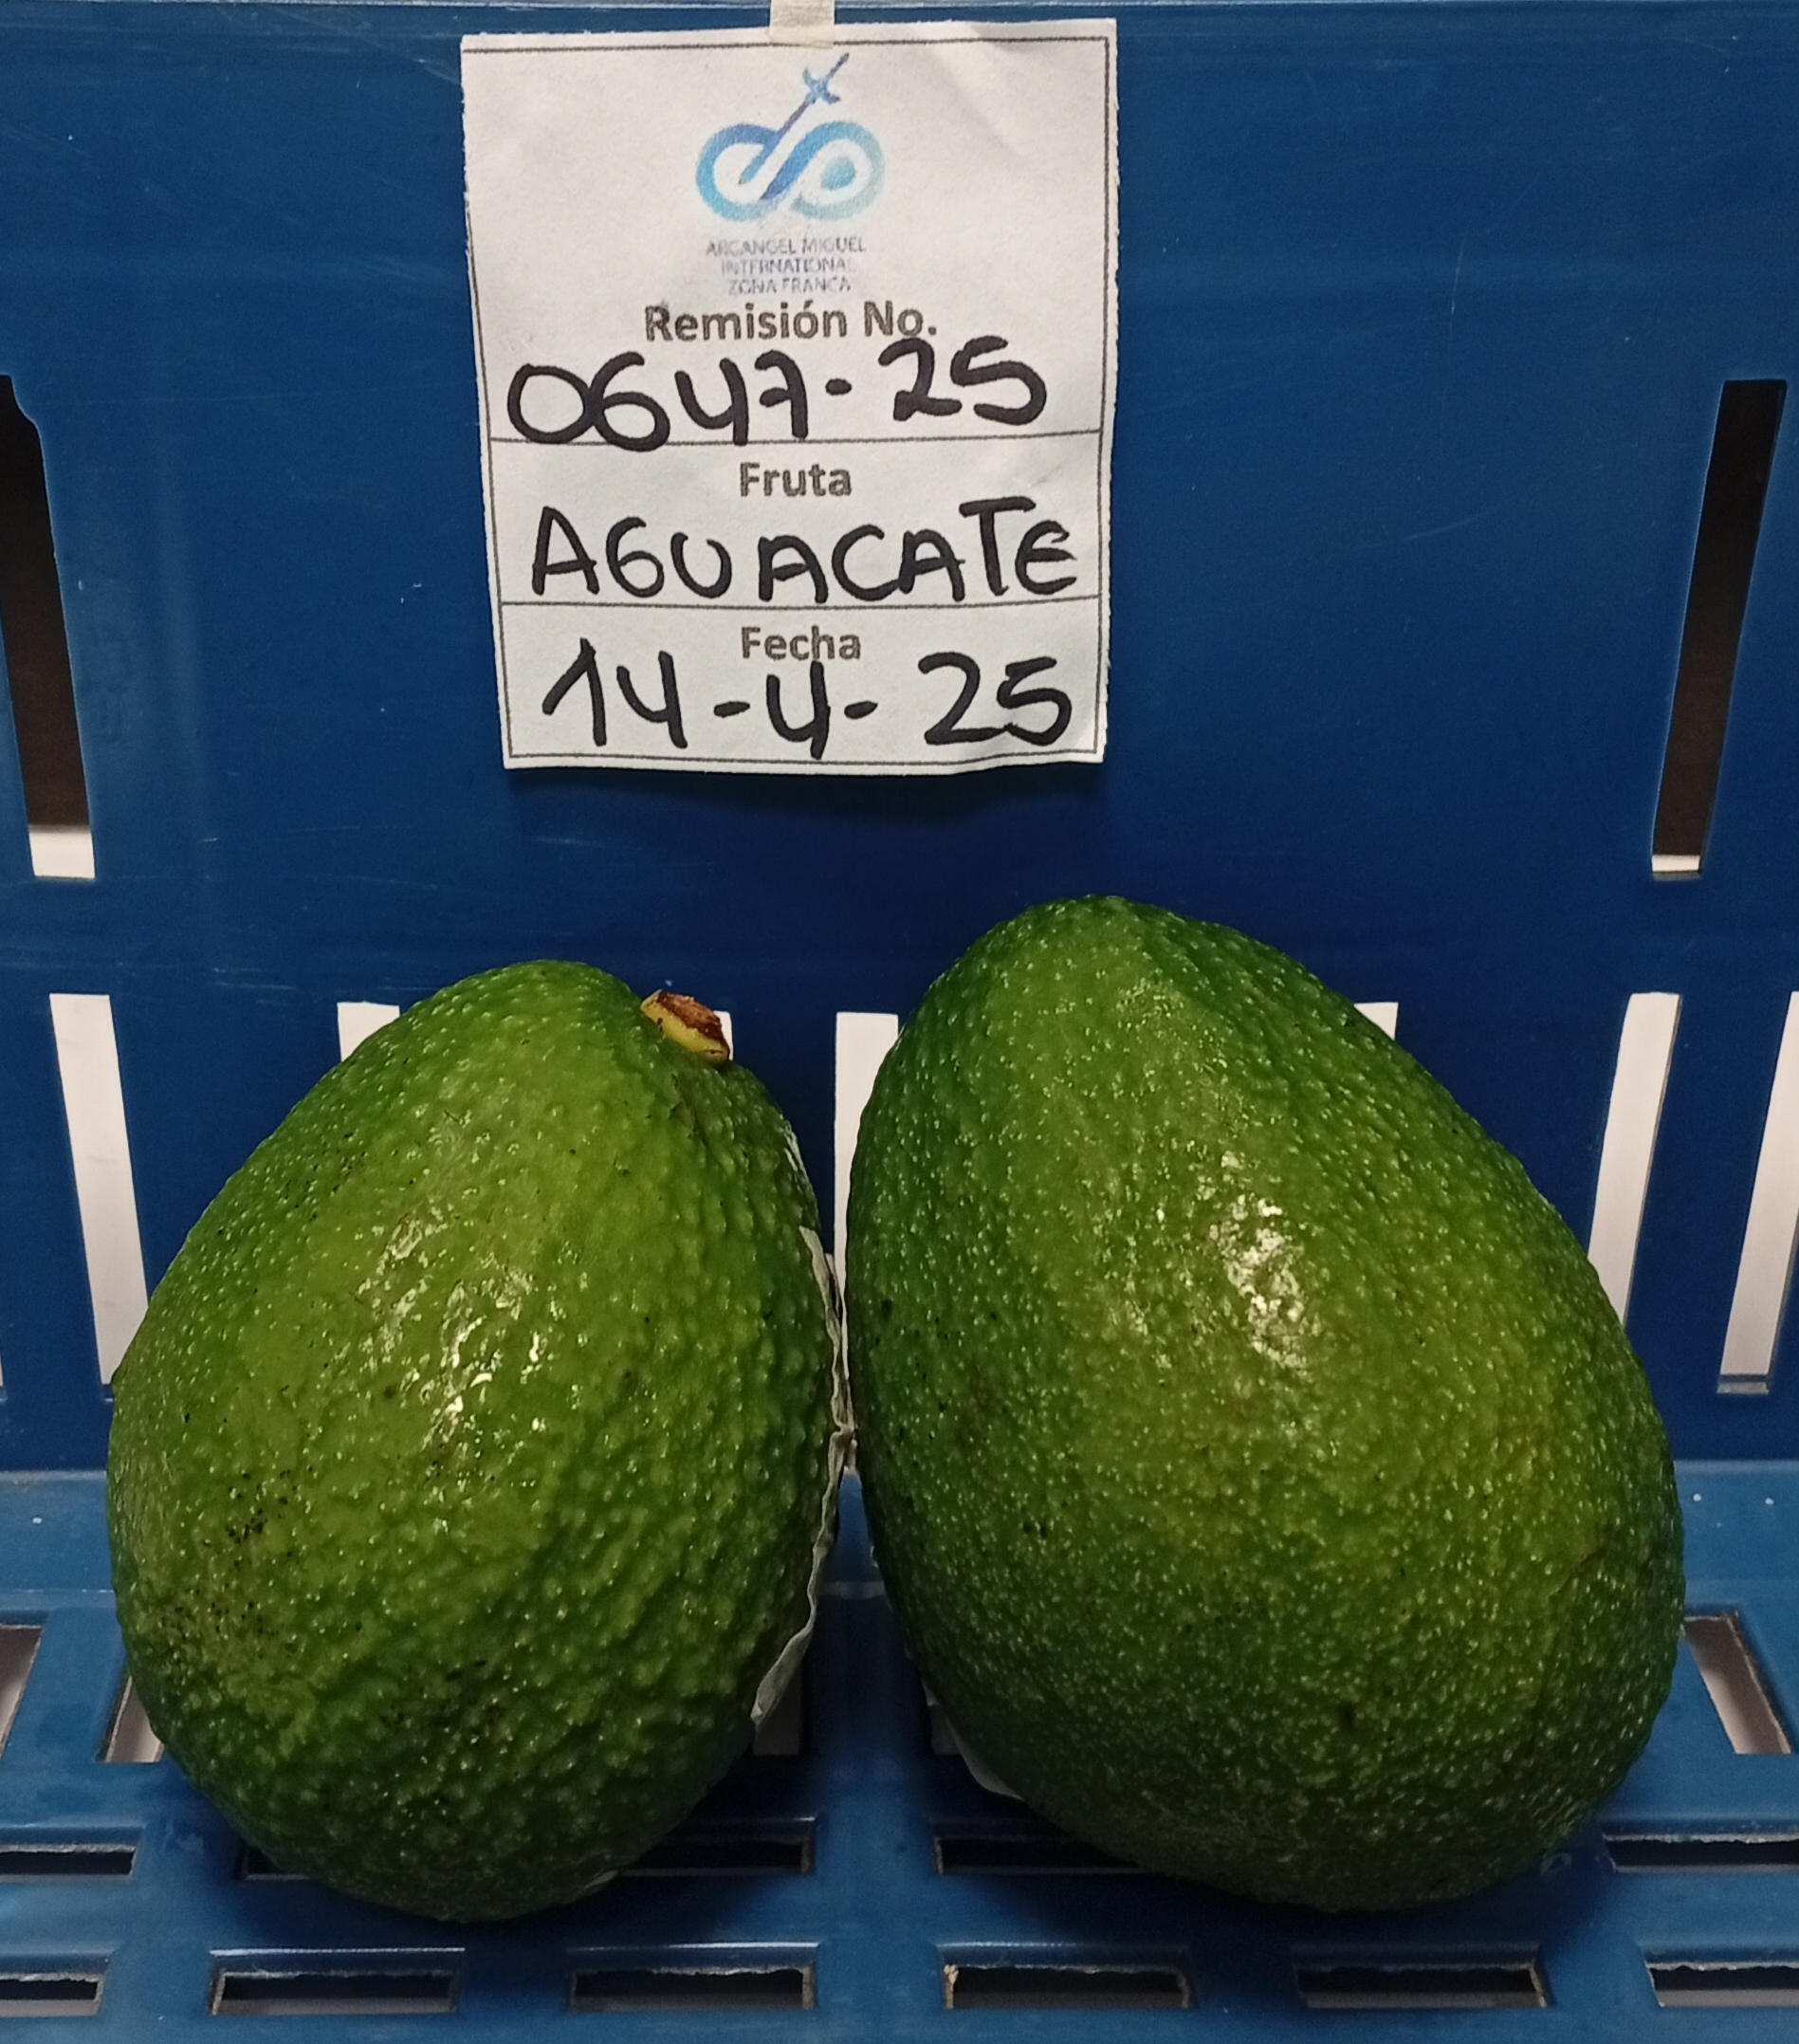 ARCANGEL MIGUEL
INTERNATIONAL
ZONA FRANCA
Remisión No.
0647-25
Fruta
AGUACATE
Fecha
14-4-25